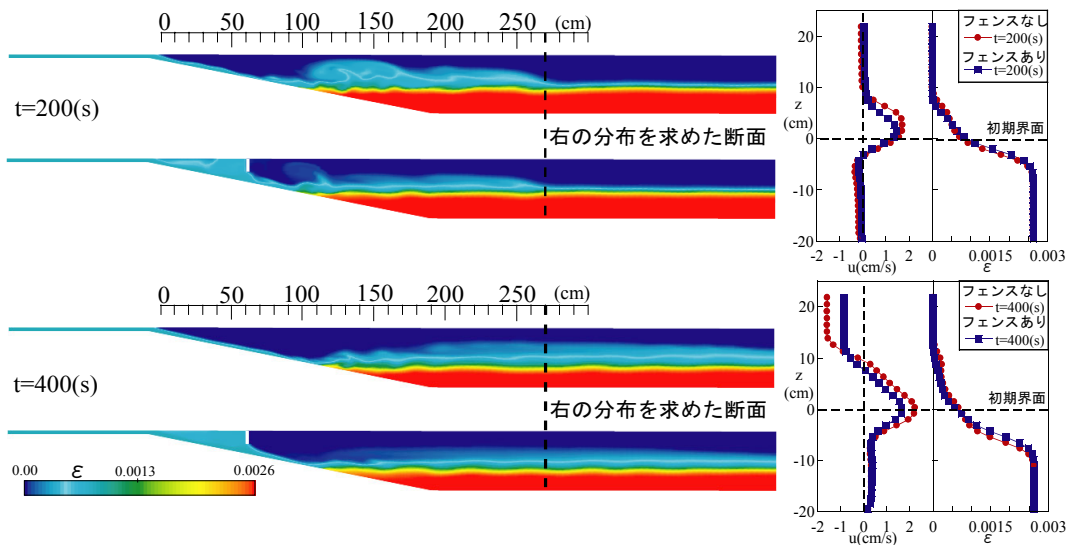 0 50 100 150 200 250 (cm)
t=200(s)
右の分布を求めた断面
フェンスなし
t=200(s)
フェンスあり
t=200(s)
20
10
z
(cm)
0
初期界面
-10
-20
-2 -1 0 1 2 0 0.0015 0.003
u(cm/s) ε
0 50 100 150 200 250 (cm)
t=400(s)
右の分布を求めた断面
0.00 ε 0.0013 0.0026
フェンスなし
t=400(s)
フェンスあり
t=400(s)
20
10
z
(cm)
0
初期界面
-10
-20
-2 -1 0 1 2 0 0.0015 0.003
u(cm/s) ε